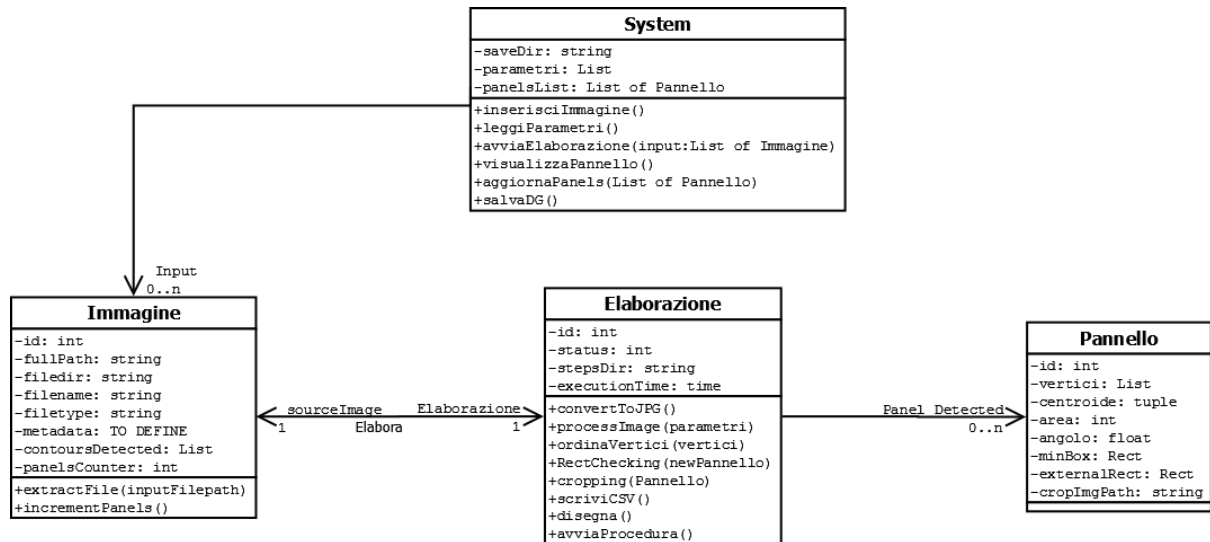 System
-saveDir: string
-parametri: List
-panelsList: List of Pannello
+inserisciImmagine()
+leggiParametri()
+avviaElaborazione(input:List of Immagine)
+visualizzaPannello()
+aggiornaPanels(List of Pannello)
+salvaDG()
Input
0..n
Immagine
-id: int
-fullPath: string
-filedir: string
-filename: string
-filetype: string
-metadata: TO DEFINE
-contoursDetected: List
-panelsCounter: int
+extractFile(inputFilepath)
+incrementPanels()
sourceImage
Elaborazione
1
Elabora
1
Elaborazione
-id: int
-status: int
-stepsDir: string
-executionTime: time
+convertToJPG()
+processImage(parametri)
+ordinaVertici(vertici)
+RectChecking(newPannello)
+cropping(Pannello)
+scriviCSV()
+disegna()
+avviaProcedura()
Panel Detected
0..n
Pannello
-id: int
-vertici: List
-centroide: tuple
-area: int
-angolo: float
-minBox: Rect
-externalRect: Rect
-cropImgPath: string